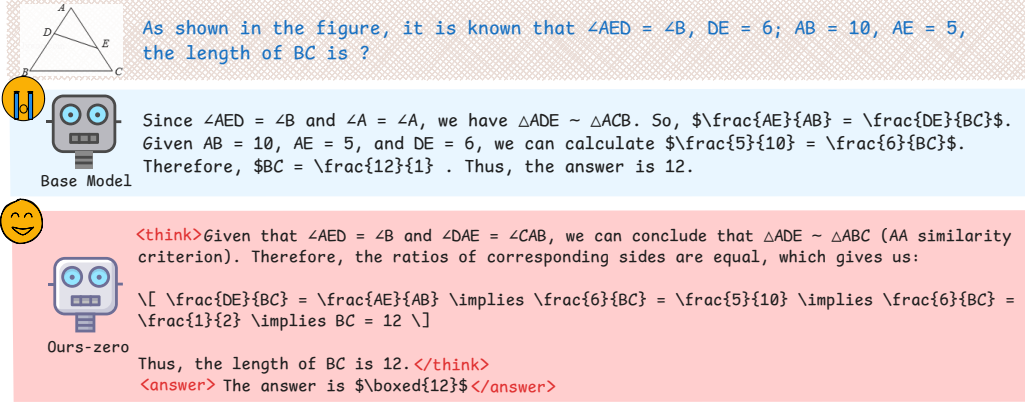 A
D
E
B
C
As shown in the figure, it is known that ∠AED = ∠B, DE = 6; AB = 10, AE = 5,
the length of BC is ?
Since ∠AED = ∠B and ∠A = ∠A, we have △ADE ~ △ACB. So, $\frac{AE}{AB} = \frac{DE}{BC}$.
Given AB = 10, AE = 5, and DE = 6, we can calculate $\frac{5}{10} = \frac{6}{BC}$.
Therefore, $BC = \frac{12}{1} . Thus, the answer is 12.
Base Model
<think>Given that ∠AED = ∠B and ∠DAE = ∠CAB, we can conclude that △ADE ~ △ABC (AA similarity
criterion). Therefore, the ratios of corresponding sides are equal, which gives us:
\[ \frac{DE}{BC} = \frac{AE}{AB} \implies \frac{6}{BC} = \frac{5}{10} \implies \frac{6}{BC} =
\frac{1}{2} \implies BC = 12 \]
Ours-zero
Thus, the length of BC is 12.</think>
<answer> The answer is $\boxed{12}$</answer>